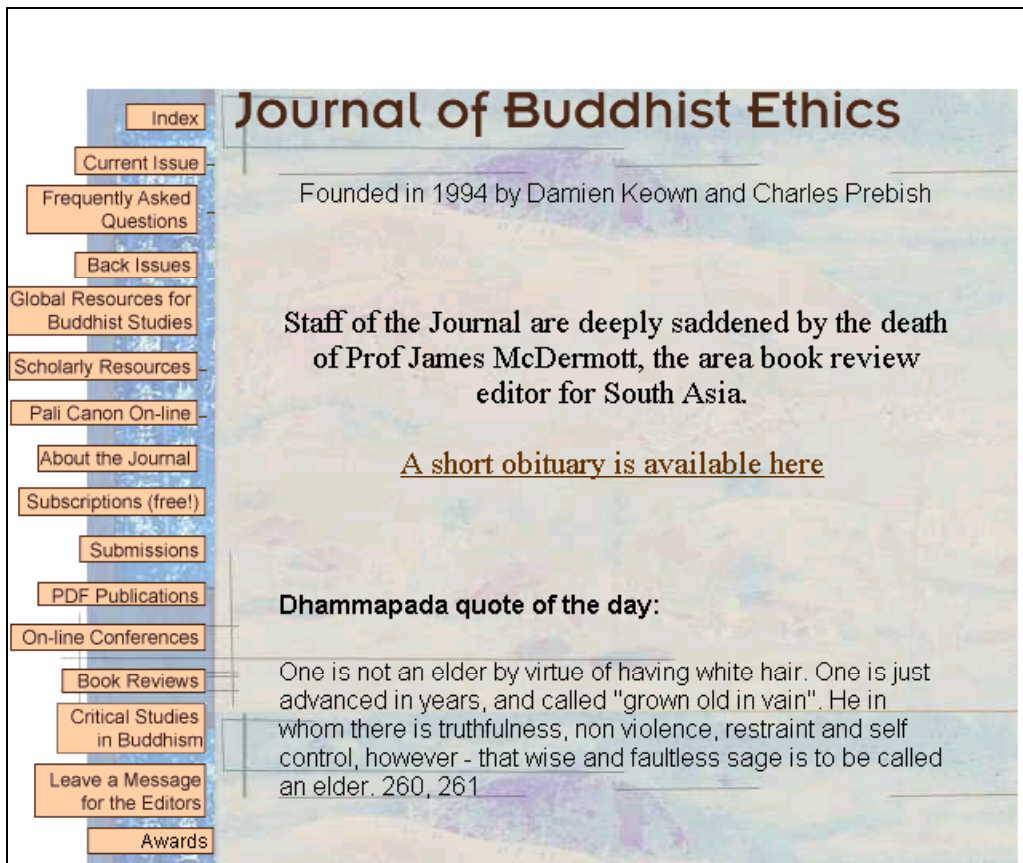 Journal of Buddhist Ethics
Founded in 1994 by Damien Keown and Charles Prebish
Index
Current Issue
Frequently Asked
Questions
Back Issues
Global Resources for
Buddhist Studies
Scholarly Resources
Pali Canon On-line
About the Journal
Subscriptions (free!)
Submissions
PDF Publications
On-line Conferences
Book Reviews
Critical Studies
in Buddhism
Leave a Message
for the Editors
Awards
Staff of the Journal are deeply saddened by the death
of Prof James McDermott, the area book review
editor for South Asia.
A short obituary is available here
Dhammapada quote of the day:
One is not an elder by virtue of having white hair. One is just
advanced in years, and called "grown old in vain". He in
whom there is truthfulness, non violence, restraint and self
control, however - that wise and faultless sage is to be called
an elder. 260, 261